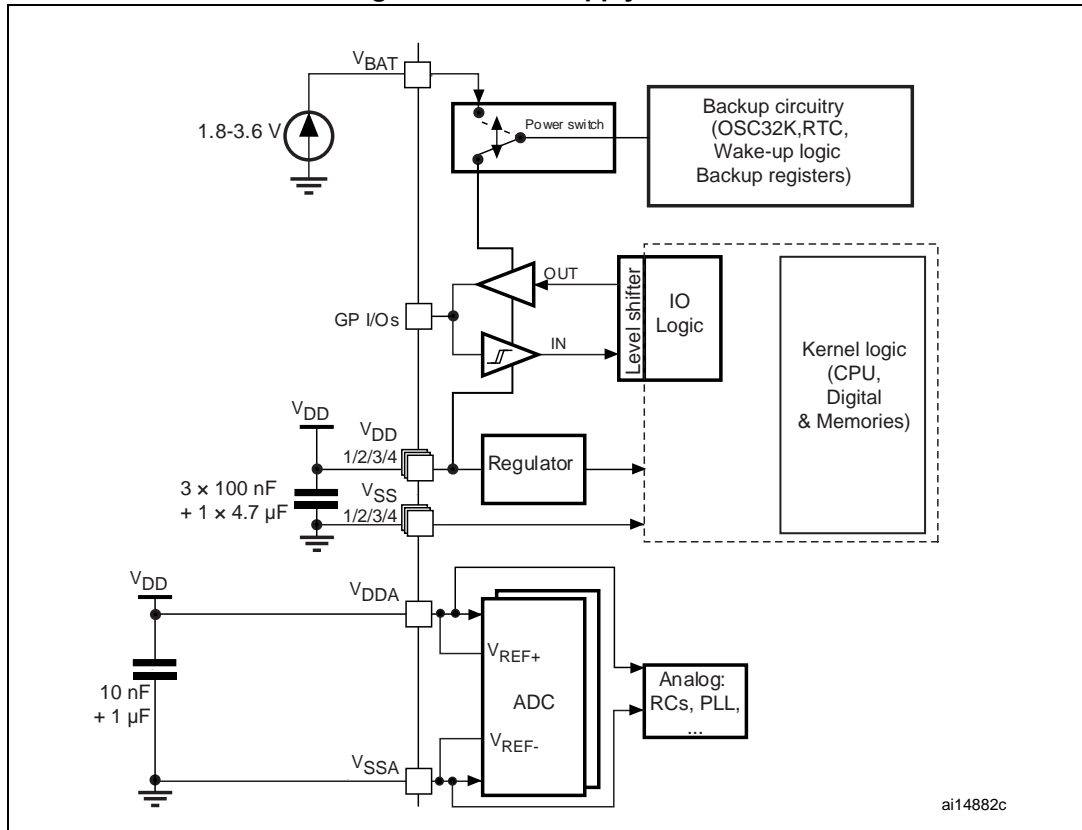 VBAT
1.8-3.6 V
Power switch
Backup circuitry
(OSC32K,RTC,
Wake-up logic
Backup registers)
GP I/Os
OUT
IN
Level shifter
IO
Logic
Kernel logic
(CPU,
Digital
& Memories)
VDD
VDD
1/2/3/4
Regulator
3 × 100 nF
+ 1 × 4.7 µF
VSS
1/2/3/4
VDD
VDDA
VREF+
ADC
VREF-
10 nF
+ 1 µF
Analog:
RCs, PLL,
...
VSSA
ai14882c